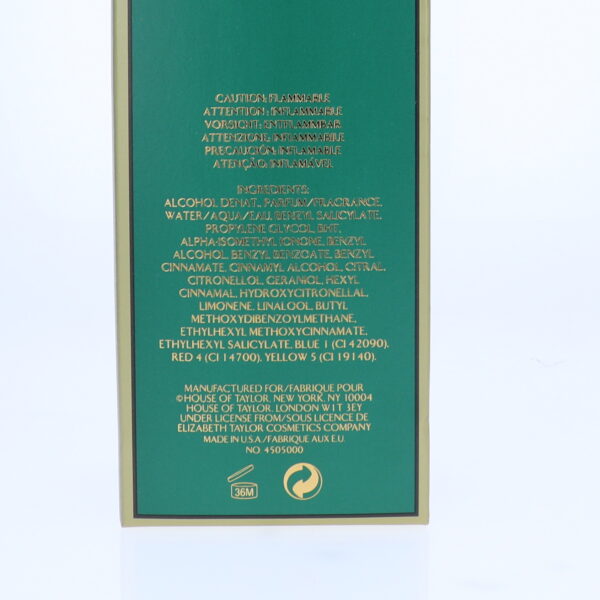 CAUTION: FLAMMABLE
ATTENTION: INFLAMMABLE
VORSICHT: ENTFLAMMBAR
ATTENZIONE: INFIAMMABILE
PRECAUCIÓN: INFLAMABLE
ATENÇÃO: INFLAMÁVEL
INGREDIENTS:
ALCOHOL DENAT., PARFUM/FRAGRANCE,
WATER/AQUA/EAU, BENZYL SALICYLATE,
PROPYLENE GLYCOL, BHT,
ALPHA-ISOMETHYL IONONE, BENZYL
ALCOHOL, BENZYL BENZOATE, BENZYL
CINNAMATE, CINNAMYL ALCOHOL, CITRAL,
CITRONELLOL, GERANIOL, HEXYL
CINNAMAL, HYDROXYCITRONELLAL,
LIMONENE, LINALOOL, BUTYL
METHOXYDIBENZOYLMETHANE,
ETHYLHEXYL METHOXYCINNAMATE,
ETHYLHEXYL SALICYLATE, BLUE 1 (CI 42090),
RED 4 (CI 14700), YELLOW 5 (CI 19140).
MANUFACTURED FOR/FABRIQUE POUR
©HOUSE OF TAYLOR, NEW YORK, NY 10004
HOUSE OF TAYLOR, LONDON W1T 3EY
UNDER LICENSE FROM/SOUS LICENCE DE
ELIZABETH TAYLOR COSMETICS COMPANY
MADE IN U.S.A./FABRIQUE AUX E.U.
NO. 4505000
36M